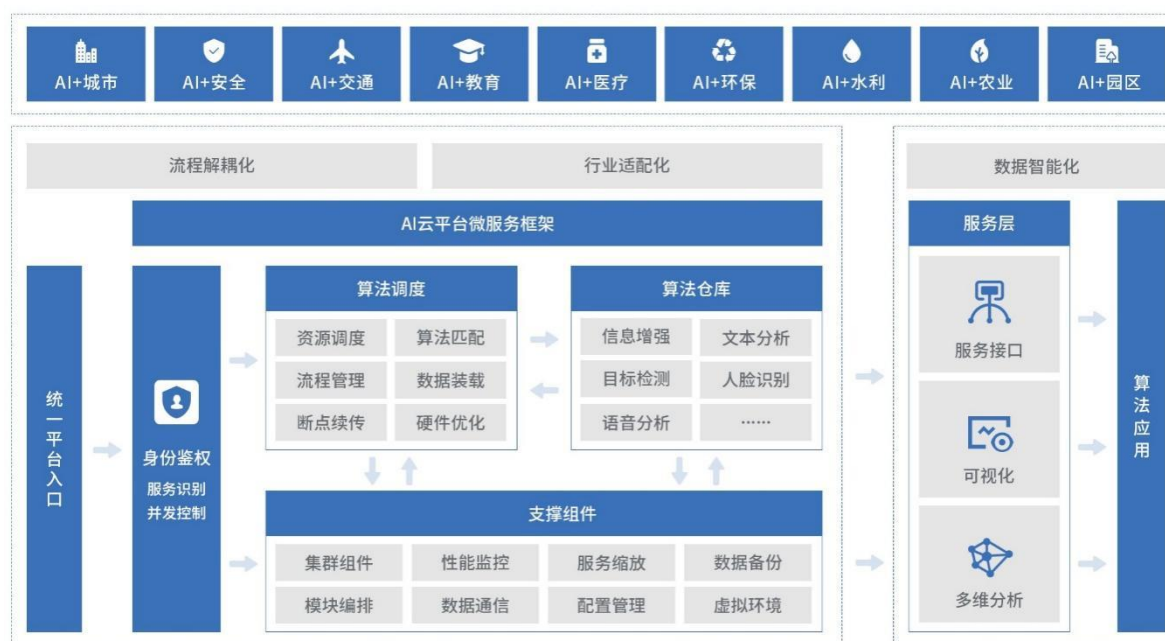 AI+城市
AI+安全
AI+交通
AI+教育
AI+医疗
AI+环保
AI+水利
AI+农业
AI+园区
流程解耦化
行业适配化
数据智能化
AI云平台微服务框架
统一平台入口
身份鉴权
服务识别
并发控制
算法调度
资源调度
算法匹配
流程管理
数据装载
断点续传
硬件优化
算法仓库
信息增强
文本分析
目标检测
人脸识别
语音分析
……
支撑组件
集群组件
性能监控
服务缩放
数据备份
模块编排
数据通信
配置管理
虚拟环境
服务层
服务接口
可视化
多维分析
算法应用